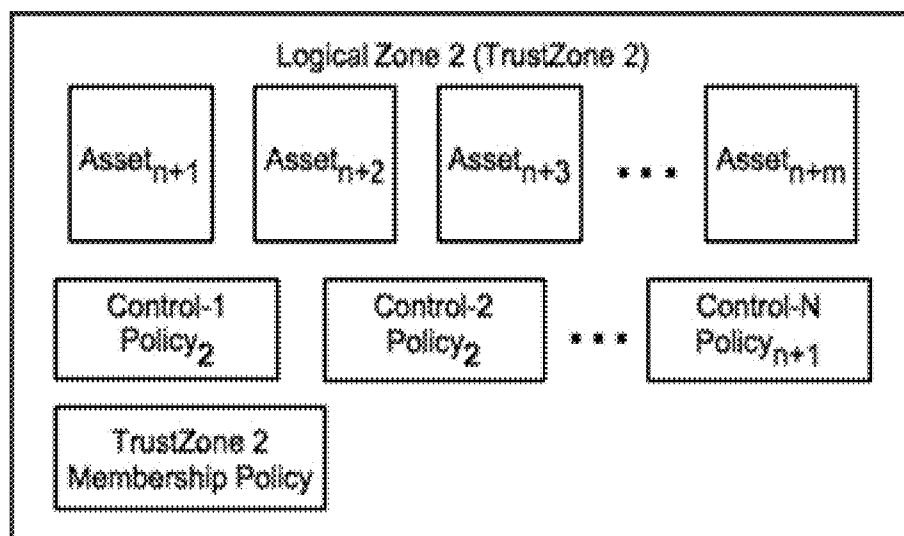 Logical Zone 2 (TrustZone 2)
Asset n+1
Asset n+2
Asset n+3
...
Asset n+m
Control-1
Policy 2
Control-2
Policy 2
...
Control-N
Policy n+1
TrustZone 2
Membership Policy